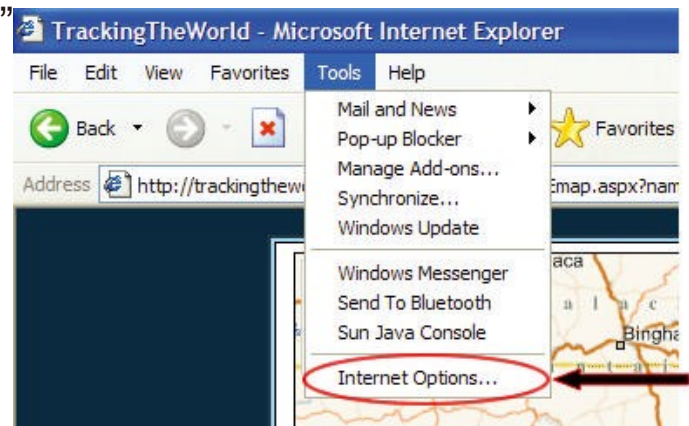 ”
TrackingTheWorld - Microsoft Internet Explorer
File Edit View Favorites Tools Help
Back Favorites
Address http://trackingthew map.aspx?nam
Mail and News
Pop-up Blocker
Manage Add-ons...
Synchronize...
Windows Update
Windows Messenger
Send To Bluetooth
Sun Java Console
Internet Options...
aca
a l a c
Bingha